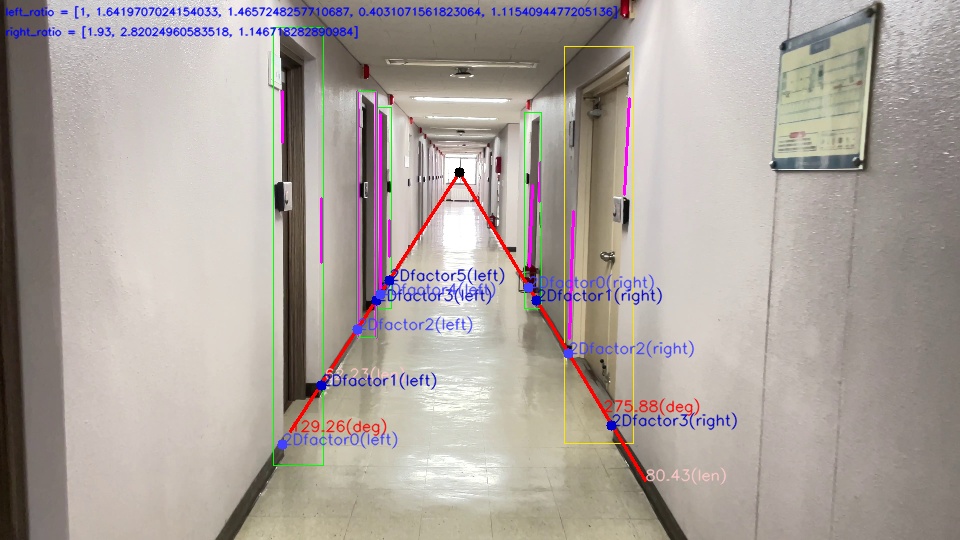 left_ratio = [1, 1.6419707024154033, 1.4657248257710687, 0.4031071561823064, 1.1154094477205136]
right_ratio = [1.93, 2.82024960583518, 1.146718282890984]
2Dfactor5(left)
2Dfactor4(left)
2Dfactor3(left)
2Dfactor0(right)
2Dfactor1(right)
2Dfactor2(left)
2Dfactor2(right)
2Dfactor1(left)
275.88(deg)
2Dfactor3(right)
129.26(deg)
2Dfactor0(left)
80.43(len)